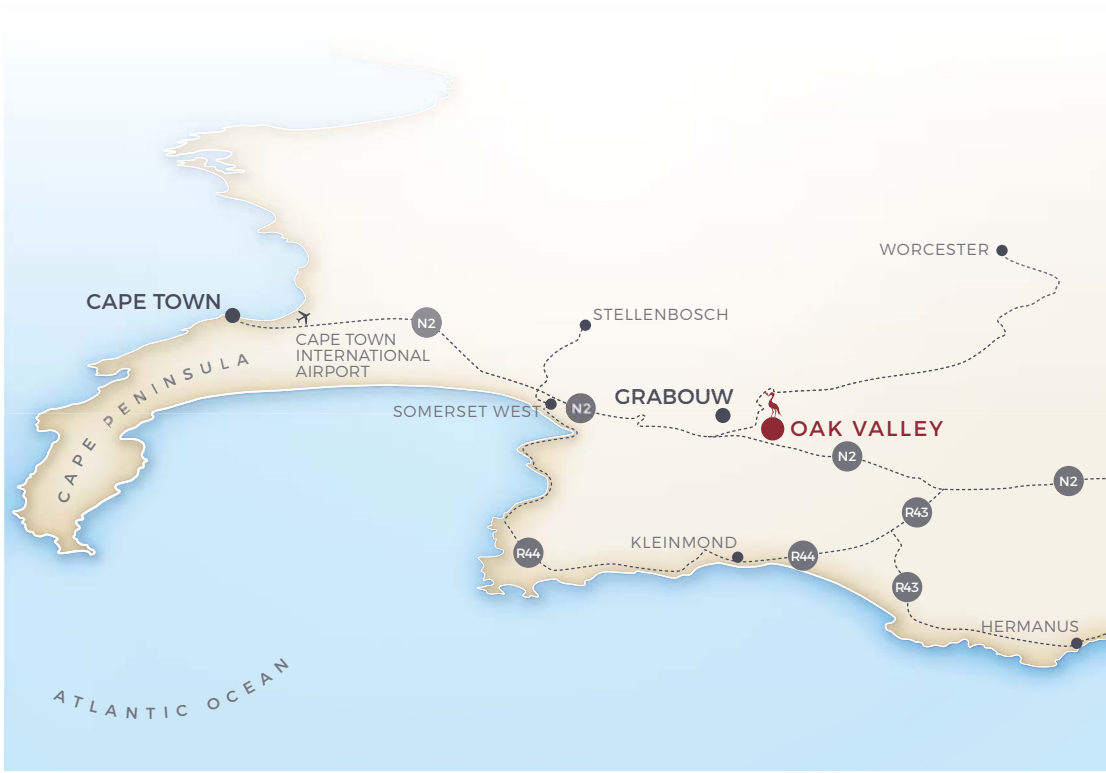 WORCESTER
CAPE TOWN
N2
STELLENBOSCH
CAPE TOWN
INTERNATIONAL
AIRPORT
CAPE PENINSULA
GRABOUW
SOMERSET WEST
N2
OAK VALLEY
N2
N2
R43
KLEINMOND
R44
R44
R43
HERMANUS
ATLANTIC OCEAN